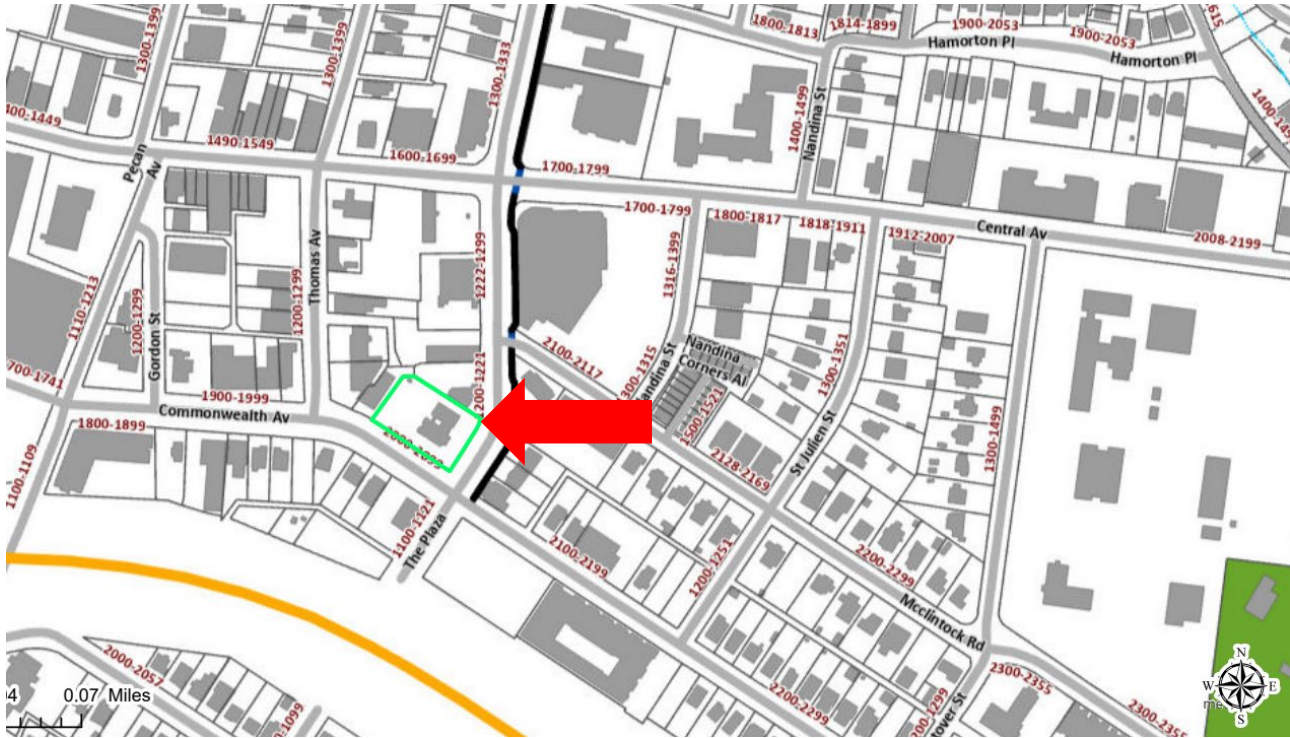 1800-1813
1814-1899
1900-2053
1900-2053
Hamorton Pl
Hamorton Pl
1300-1399
1300-1399
1300-1333
1400-1499
Nandina St
1490-1549
1600-1699
1700-1799
Pecan
Av
1700-1799
1800-1817
1818-1911
1912-2007
Central Av
2008-2199
Thomas Av
1222-1299
1316-1399
1110-1213
1200-1299
1200-1299
Gordon St
2100-2117
Nandina
Corners Al
1300-1315
Nandina St
1300-1351
1500-1521
1200-1221
1900-1999
Commonwealth Av
1800-1899
2128-2169
St Julien St
1300-1499
1100-1109
1100-1121
The Plaza
2100-2199
1200-1251
2200-2299
Mcclintock Rd
2000-2057
0.07 Miles
2200-2299
2300-2355
2300-2355
N
W
E
S